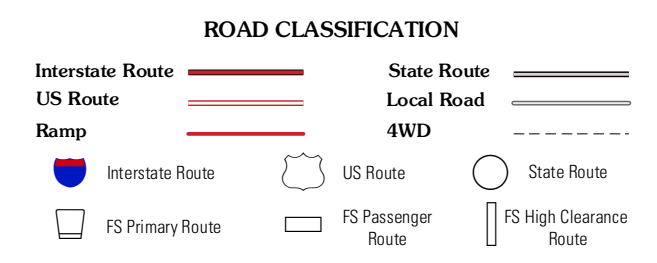 ROAD CLASSIFICATION
Interstate Route
State Route
US Route
Local Road
Ramp
4WD
Interstate Route
US Route
State Route
FS Primary Route
FS Passenger
Route
FS High Clearance
Route